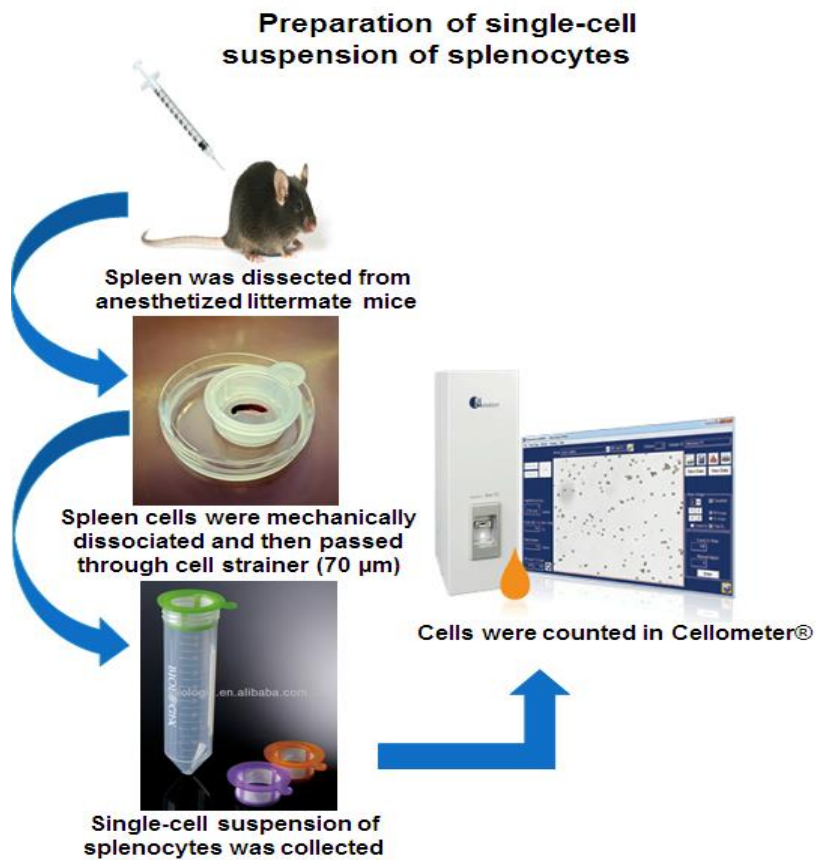 Preparation of single-cell
suspension of splenocytes
Spleen was dissected from
anesthetized littermate mice
Spleen cells were mechanically
dissociated and then passed
through cell strainer (70 µm)
Single-cell suspension of
splenocytes was collected
Cells were counted in Cellometer®